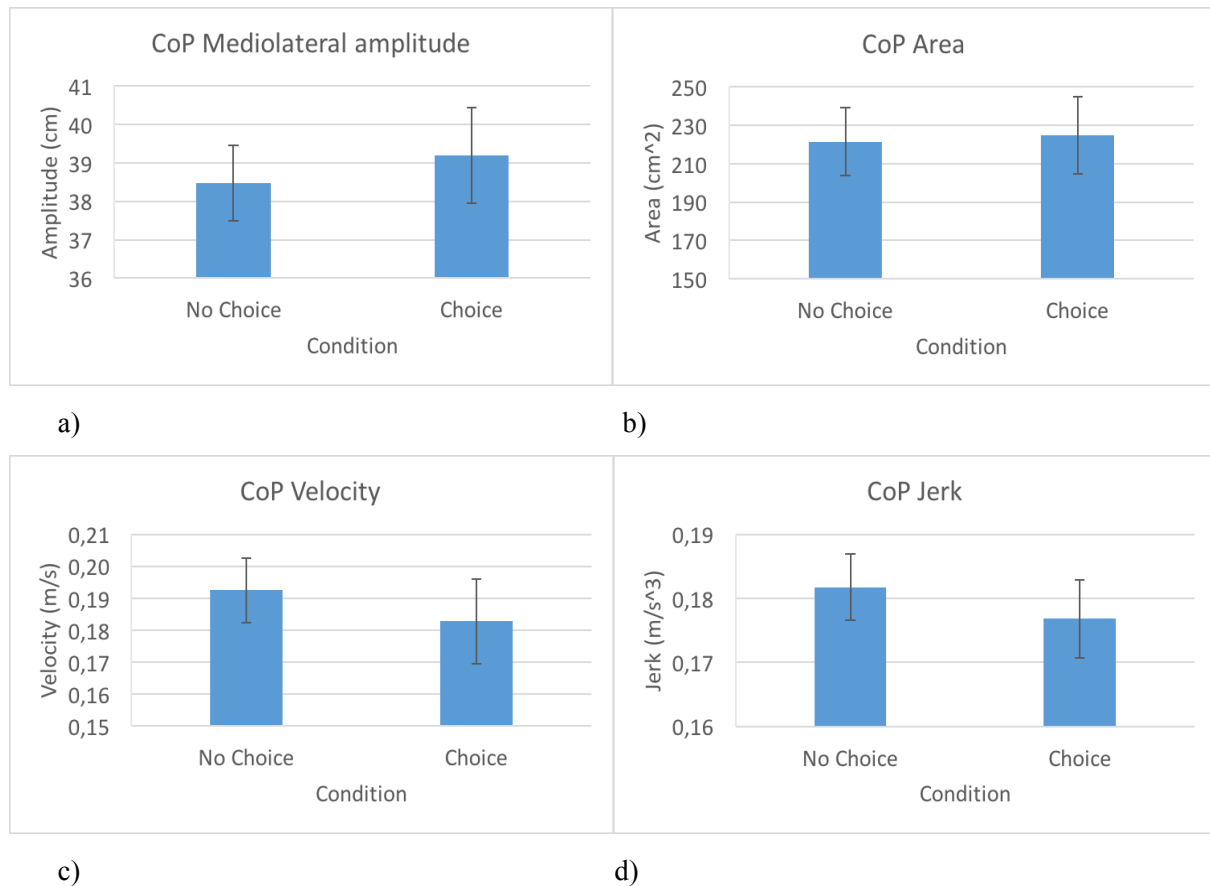 CoP Mediolateral amplitude
Amplitude (cm)
41
40
39
38
37
36
No Choice Choice
Condition
CoP Area
Area (cm^2)
250
230
210
190
170
150
No Choice Choice
Condition
a) b)
CoP Velocity
Velocity (m/s)
0,21
0,20
0,19
0,18
0,17
0,16
0,15
No Choice Choice
Condition
CoP Jerk
Jerk (m/s^3)
0,19
0,18
0,17
0,16
No Choice Choice
Condition
c) d)